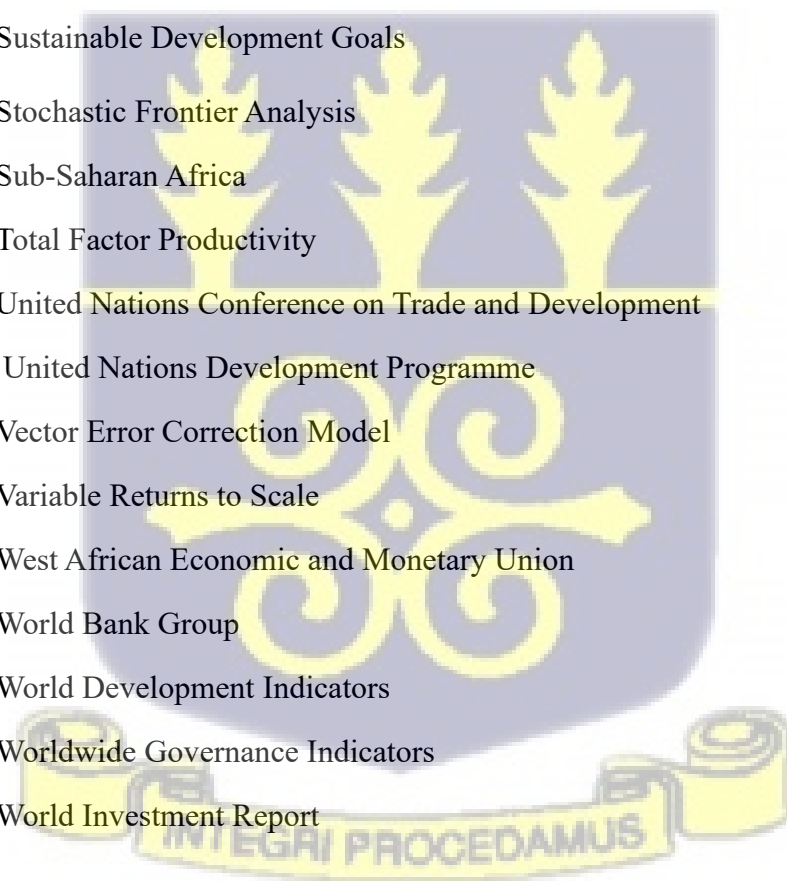 Sustainable Development Goals
Stochastic Frontier Analysis
Sub-Saharan Africa
Total Factor Productivity
United Nations Conference on Trade and Development
United Nations Development Programme
Vector Error Correction Model
Variable Returns to Scale
West African Economic and Monetary Union
World Bank Group
World Development Indicators
Worldwide Governance Indicators
World Investment Report
INTEGRI PROCEDAMUS